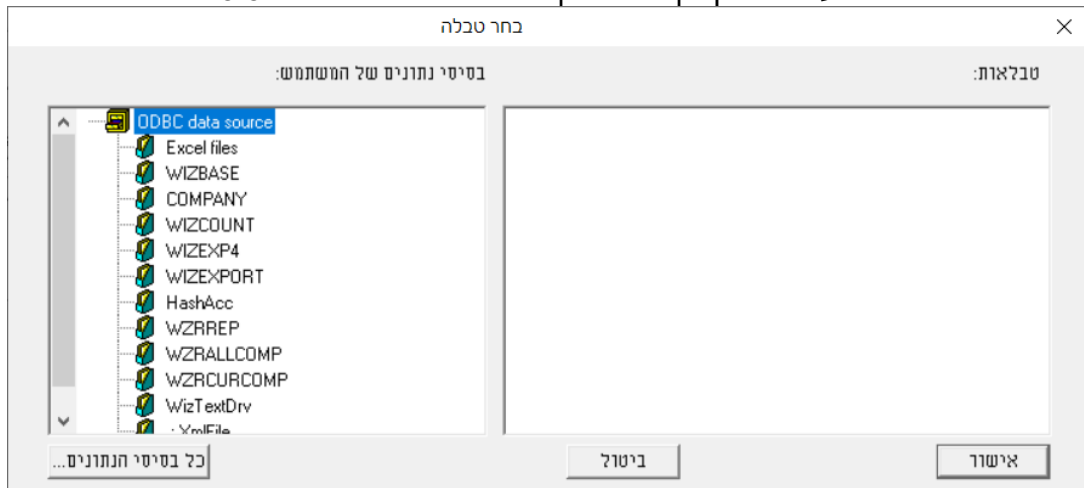 בחר טבלה
טבלאות:
בסיסי נתונים של המשתמש:
ODBC data source
Excel files
WIZBASE
COMPANY
WIZCOUNT
WIZEXP4
WIZEXPORT
HashAcc
WZRREP
WZRALLCOMP
WZRCURCOMP
WizTextDrv
: XmlFile
אישור
ביטול
כל בסיסי הנתונים...